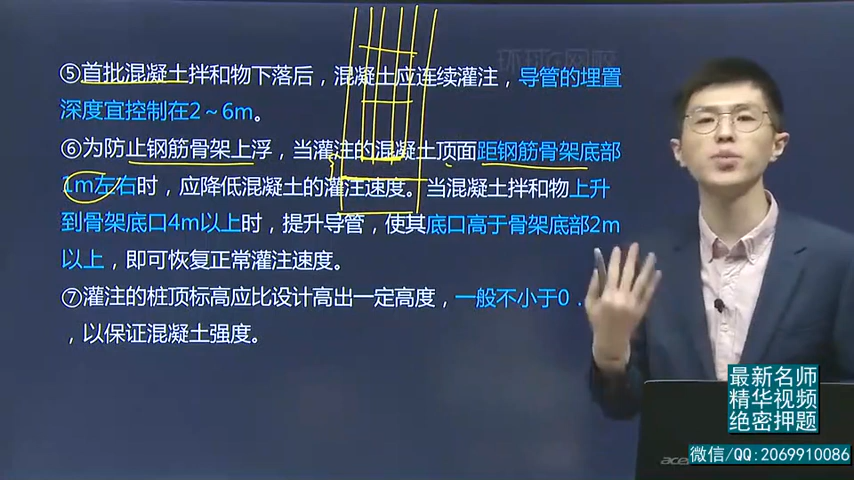 ⑤首批混凝土拌和物下落后，混凝土应连续灌注，导管的埋置
深度宜控制在2～6m。
⑥为防止钢筋骨架上浮，当灌注的混凝土顶面距钢筋骨架底部
1m左右时，应降低混凝土的灌注速度。当混凝土拌和物上升
到骨架底口4m以上时，提升导管，使其底口高于骨架底部2m
以上，即可恢复正常灌注速度。
⑦灌注的桩顶标高应比设计高出一定高度，一般不小于0．
，以保证混凝土强度。
最新名师
精华视频
绝密押题
微信/QQ:2069910086
acer